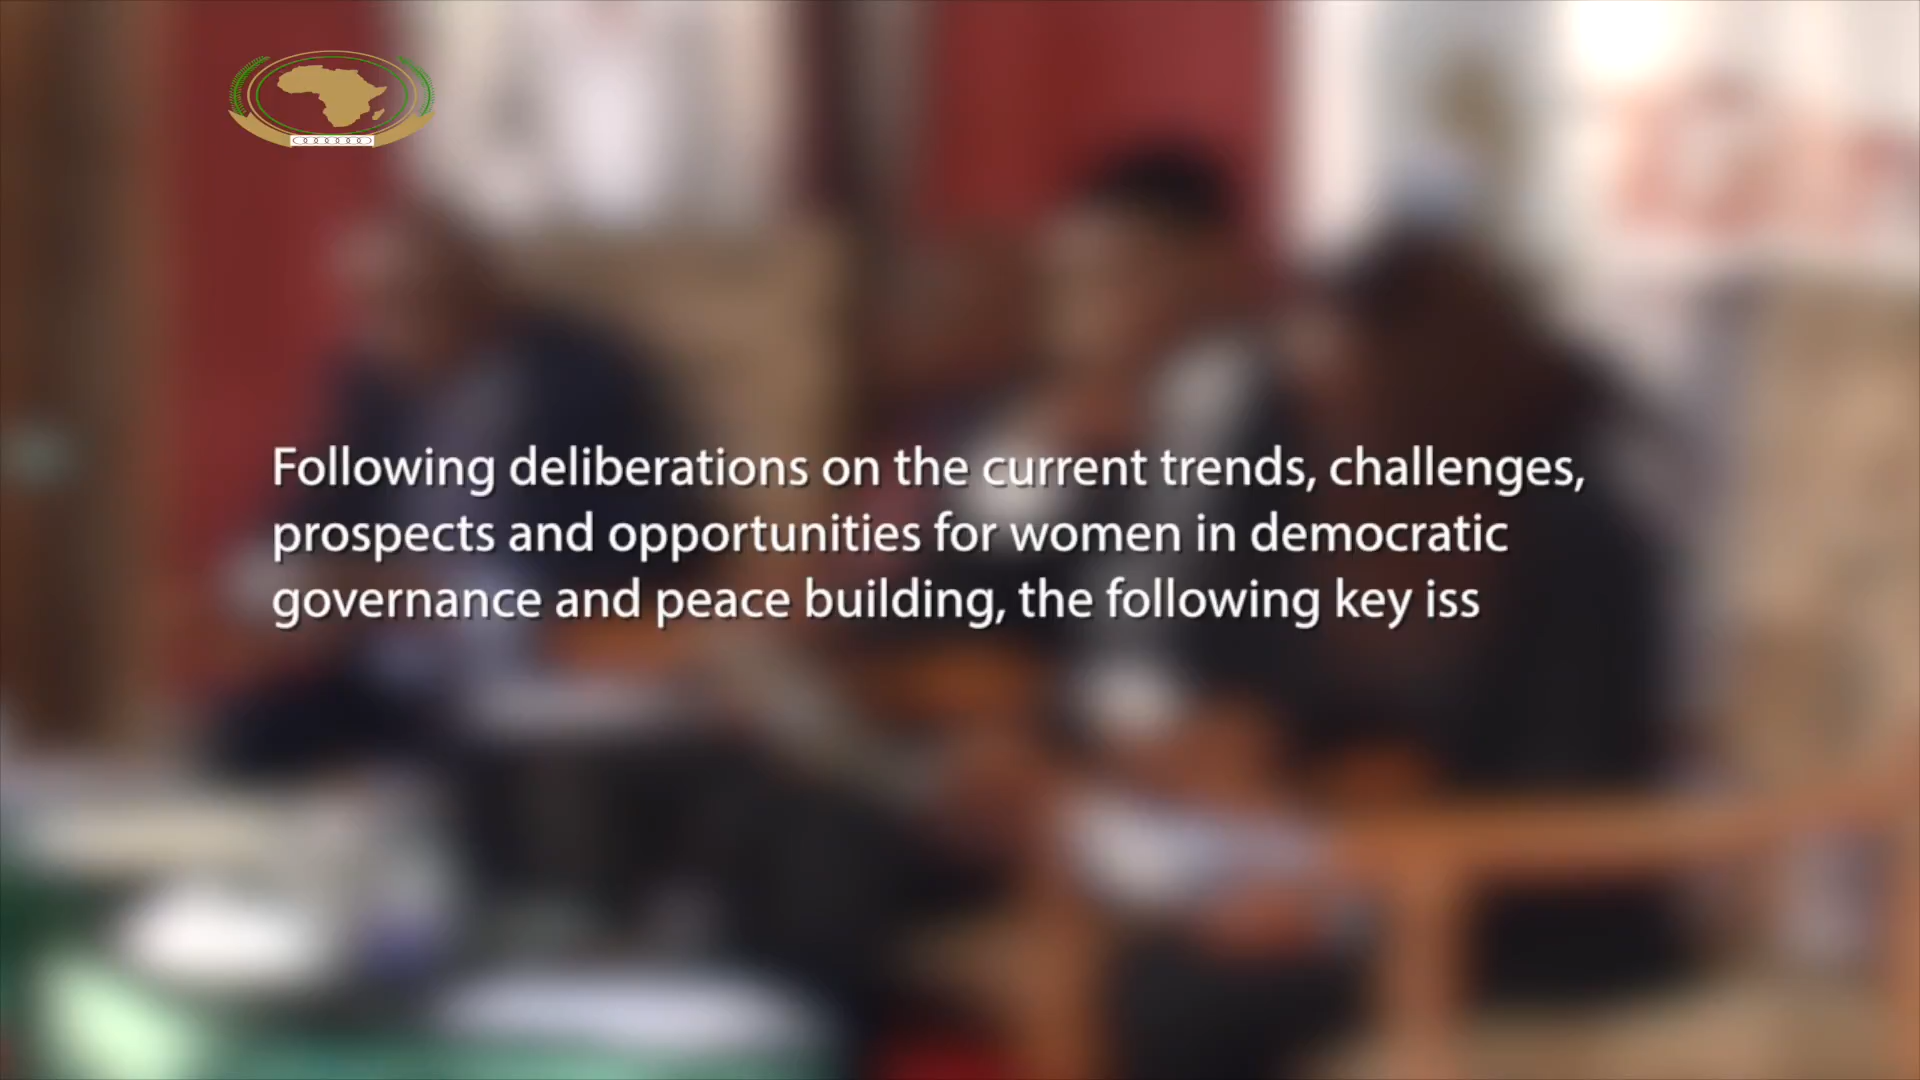 Following deliberations on the current trends, challenges,
prospects and opportunities for women in democratic
governance and peace building, the following key iss